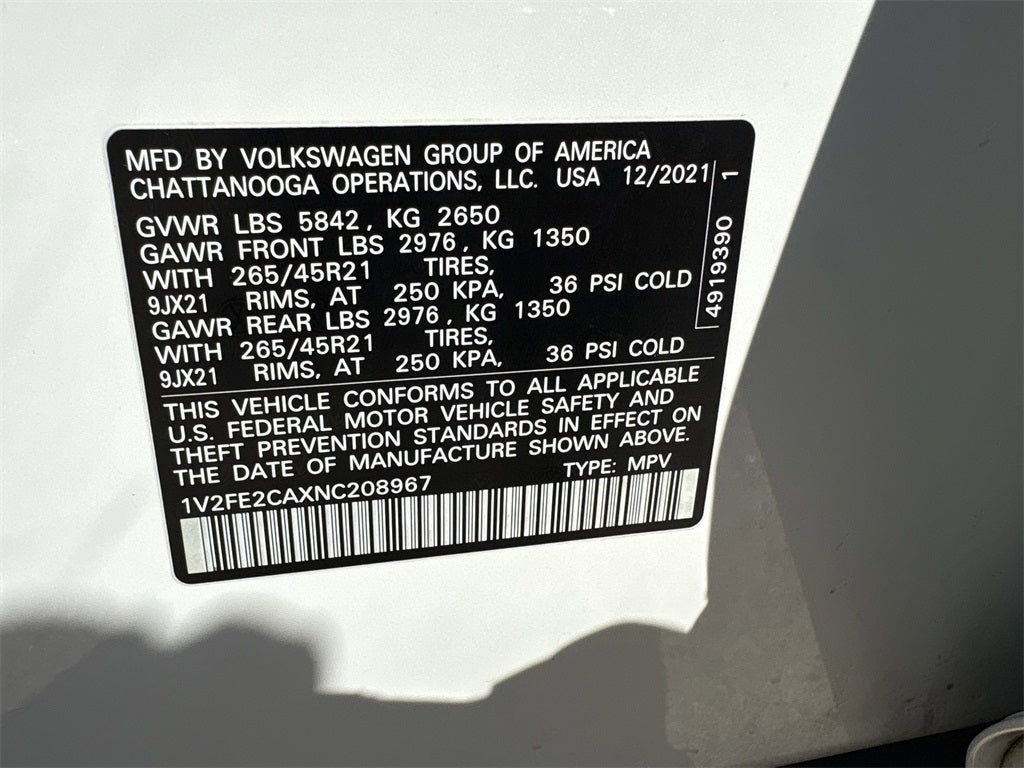 MFD BY VOLKSWAGEN GROUP OF AMERICA
CHATTANOOGA OPERATIONS, LLC. USA 12/2021
GVWR LBS 5842, KG 2650
GAWR FRONT LBS 2976, KG 1350
WITH 265/45R21 TIRES,
9JX21 RIMS, AT 250 KPA, 36 PSI COLD
GAWR REAR LBS 2976, KG 1350
WITH 265/45R21 TIRES,
9JX21 RIMS, AT 250 KPA, 36 PSI COLD
4919390 1
THIS VEHICLE CONFORMS TO ALL APPLICABLE
U.S. FEDERAL MOTOR VEHICLE SAFETY AND
THEFT PREVENTION STANDARDS IN EFFECT ON
THE DATE OF MANUFACTURE SHOWN ABOVE.
1V2FE2CAXNC208967 TYPE: MPV